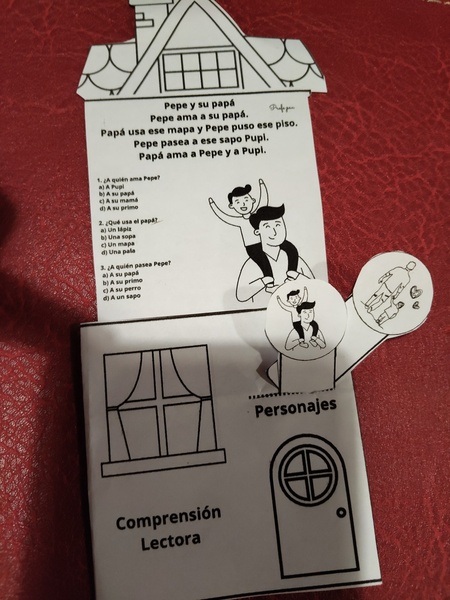 Pepe y su papá
Pepe ama a su papá.
Papá usa ese mapa y Pepe puso ese piso.
Pepe pasea a ese sapo Pupi.
Papá ama a Pepe y a Pupi.
1. ¿A quién ama Pepe?
a) A Pupi
b) A su papá
c) A su mamá
d) A su primo
2. ¿Qué usa el papá?
a) Un lápiz
b) Una sopa
c) Un mapa
d) Una pala
3. ¿A quién pasea Pepe?
a) A su papá
b) A su primo
c) A su perro
d) A un sapo
Personajes
Comprensión
Lectora